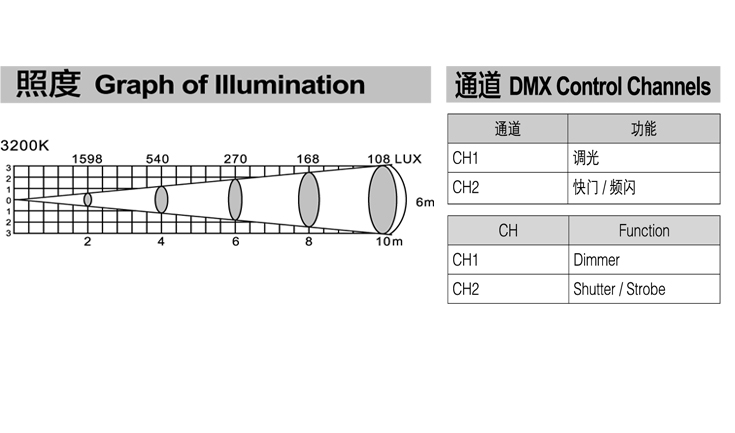 照度 Graph of Illumination
3200K
1598 540 270 168 108 LUX
3
2
1
0
1
2
3
6m
2 4 6 8 10m
通道 DMX Control Channels
通道 功能
CH1 调光
CH2 快门 / 频闪
CH Function
CH1 Dimmer
CH2 Shutter / Strobe